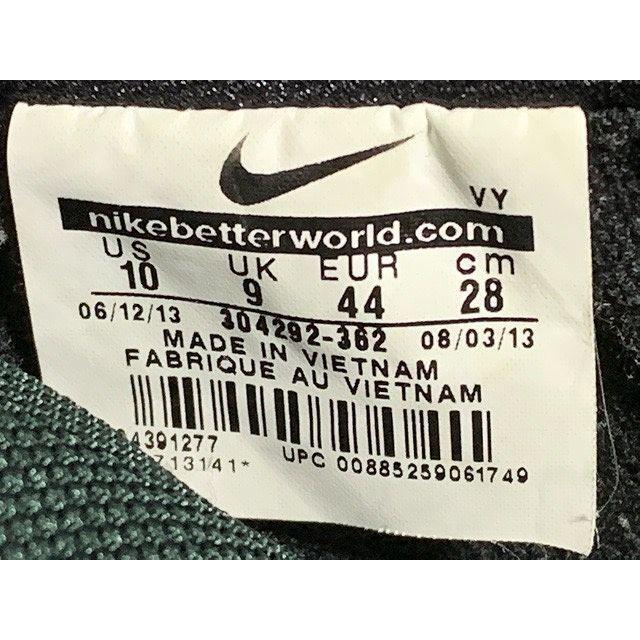 VY
nikebetterworld.com
US UK EUR cm
10 9 44 28
06/12/13 304292-362 08/03/13
MADE IN VIETNAM
FABRIQUE AU VIETNAM
4391277 UPC 00885259061749
713141*